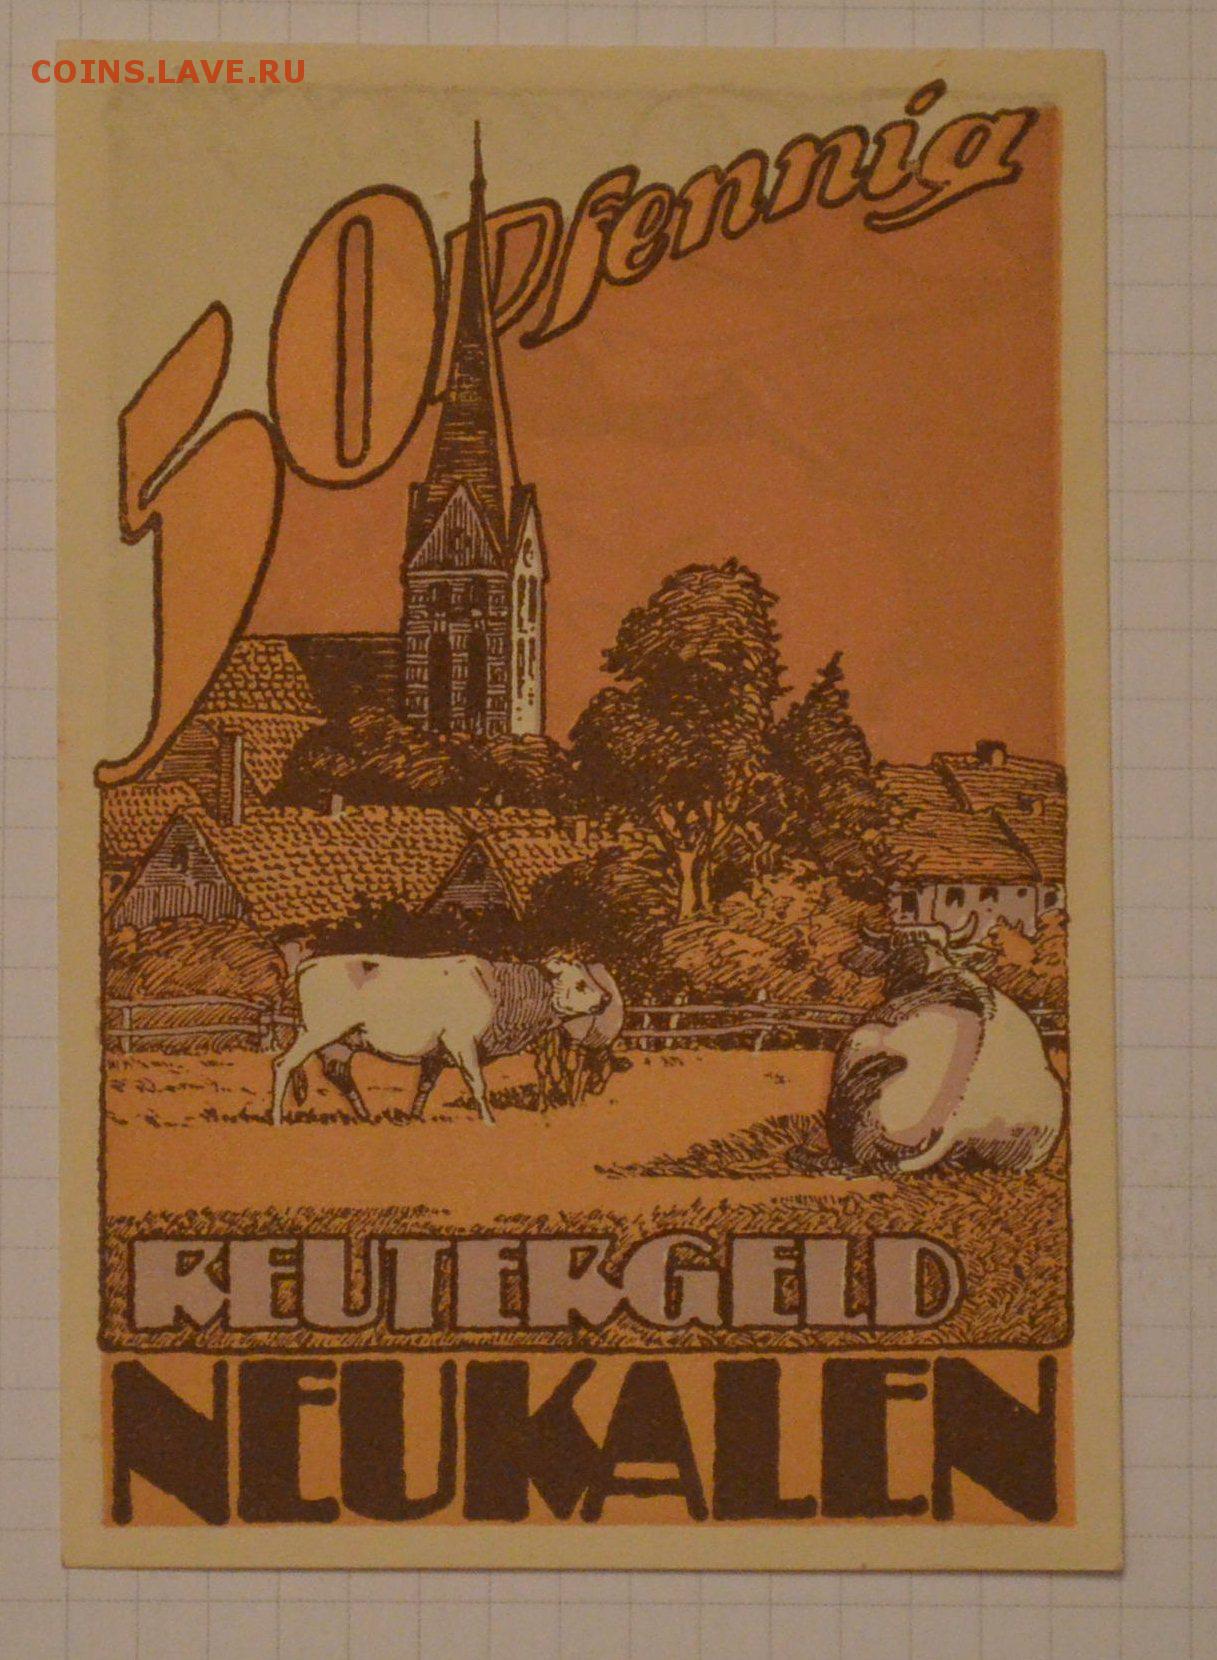 COINS.LAVE.RU
50 Pfennig
REUTERGELD
NEUKALEN